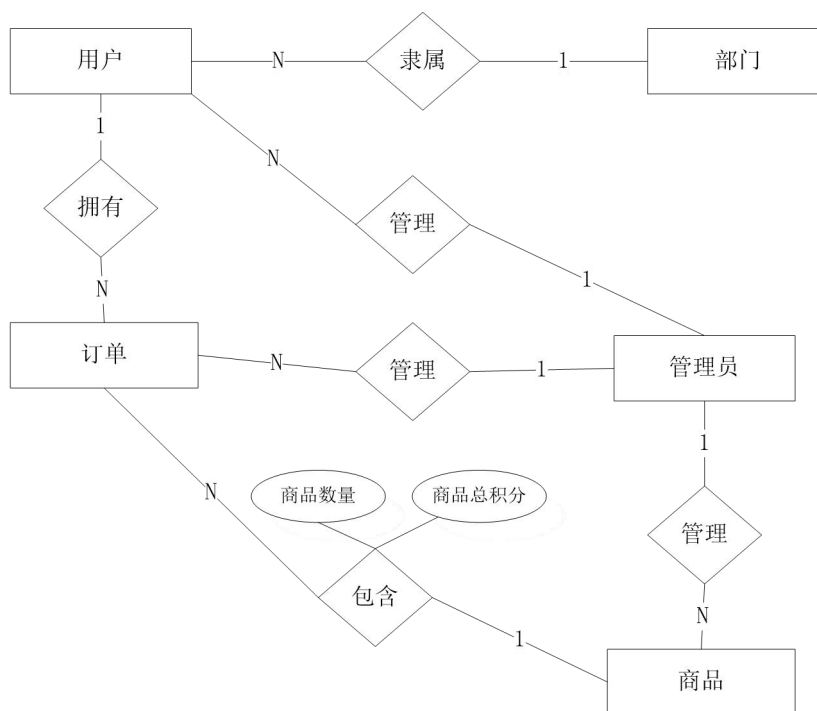 用户
N
隶属
1
部门
1
N
拥有
管理
N
1
订单
N
管理
1
管理员
1
N
商品数量
商品总积分
管理
包含
N
1
商品